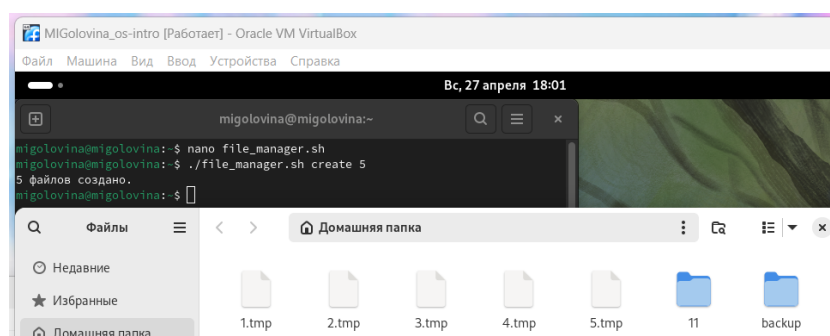 MIGolovina_os-intro [Работает] - Oracle VM VirtualBox
Файл Машина Вид Ввод Устройства Справка
Вс, 27 апреля 18:01
migolovina@migolovina:~
migolovina@migolovina:~$ nano file_manager.sh
migolovina@migolovina:~$ ./file_manager.sh create 5
5 файлов создано.
migolovina@migolovina:~$
Файлы
Домашняя папка
Недавние
Избранные
Домашняя папка
1.tmp 2.tmp 3.tmp 4.tmp 5.tmp 11 backup